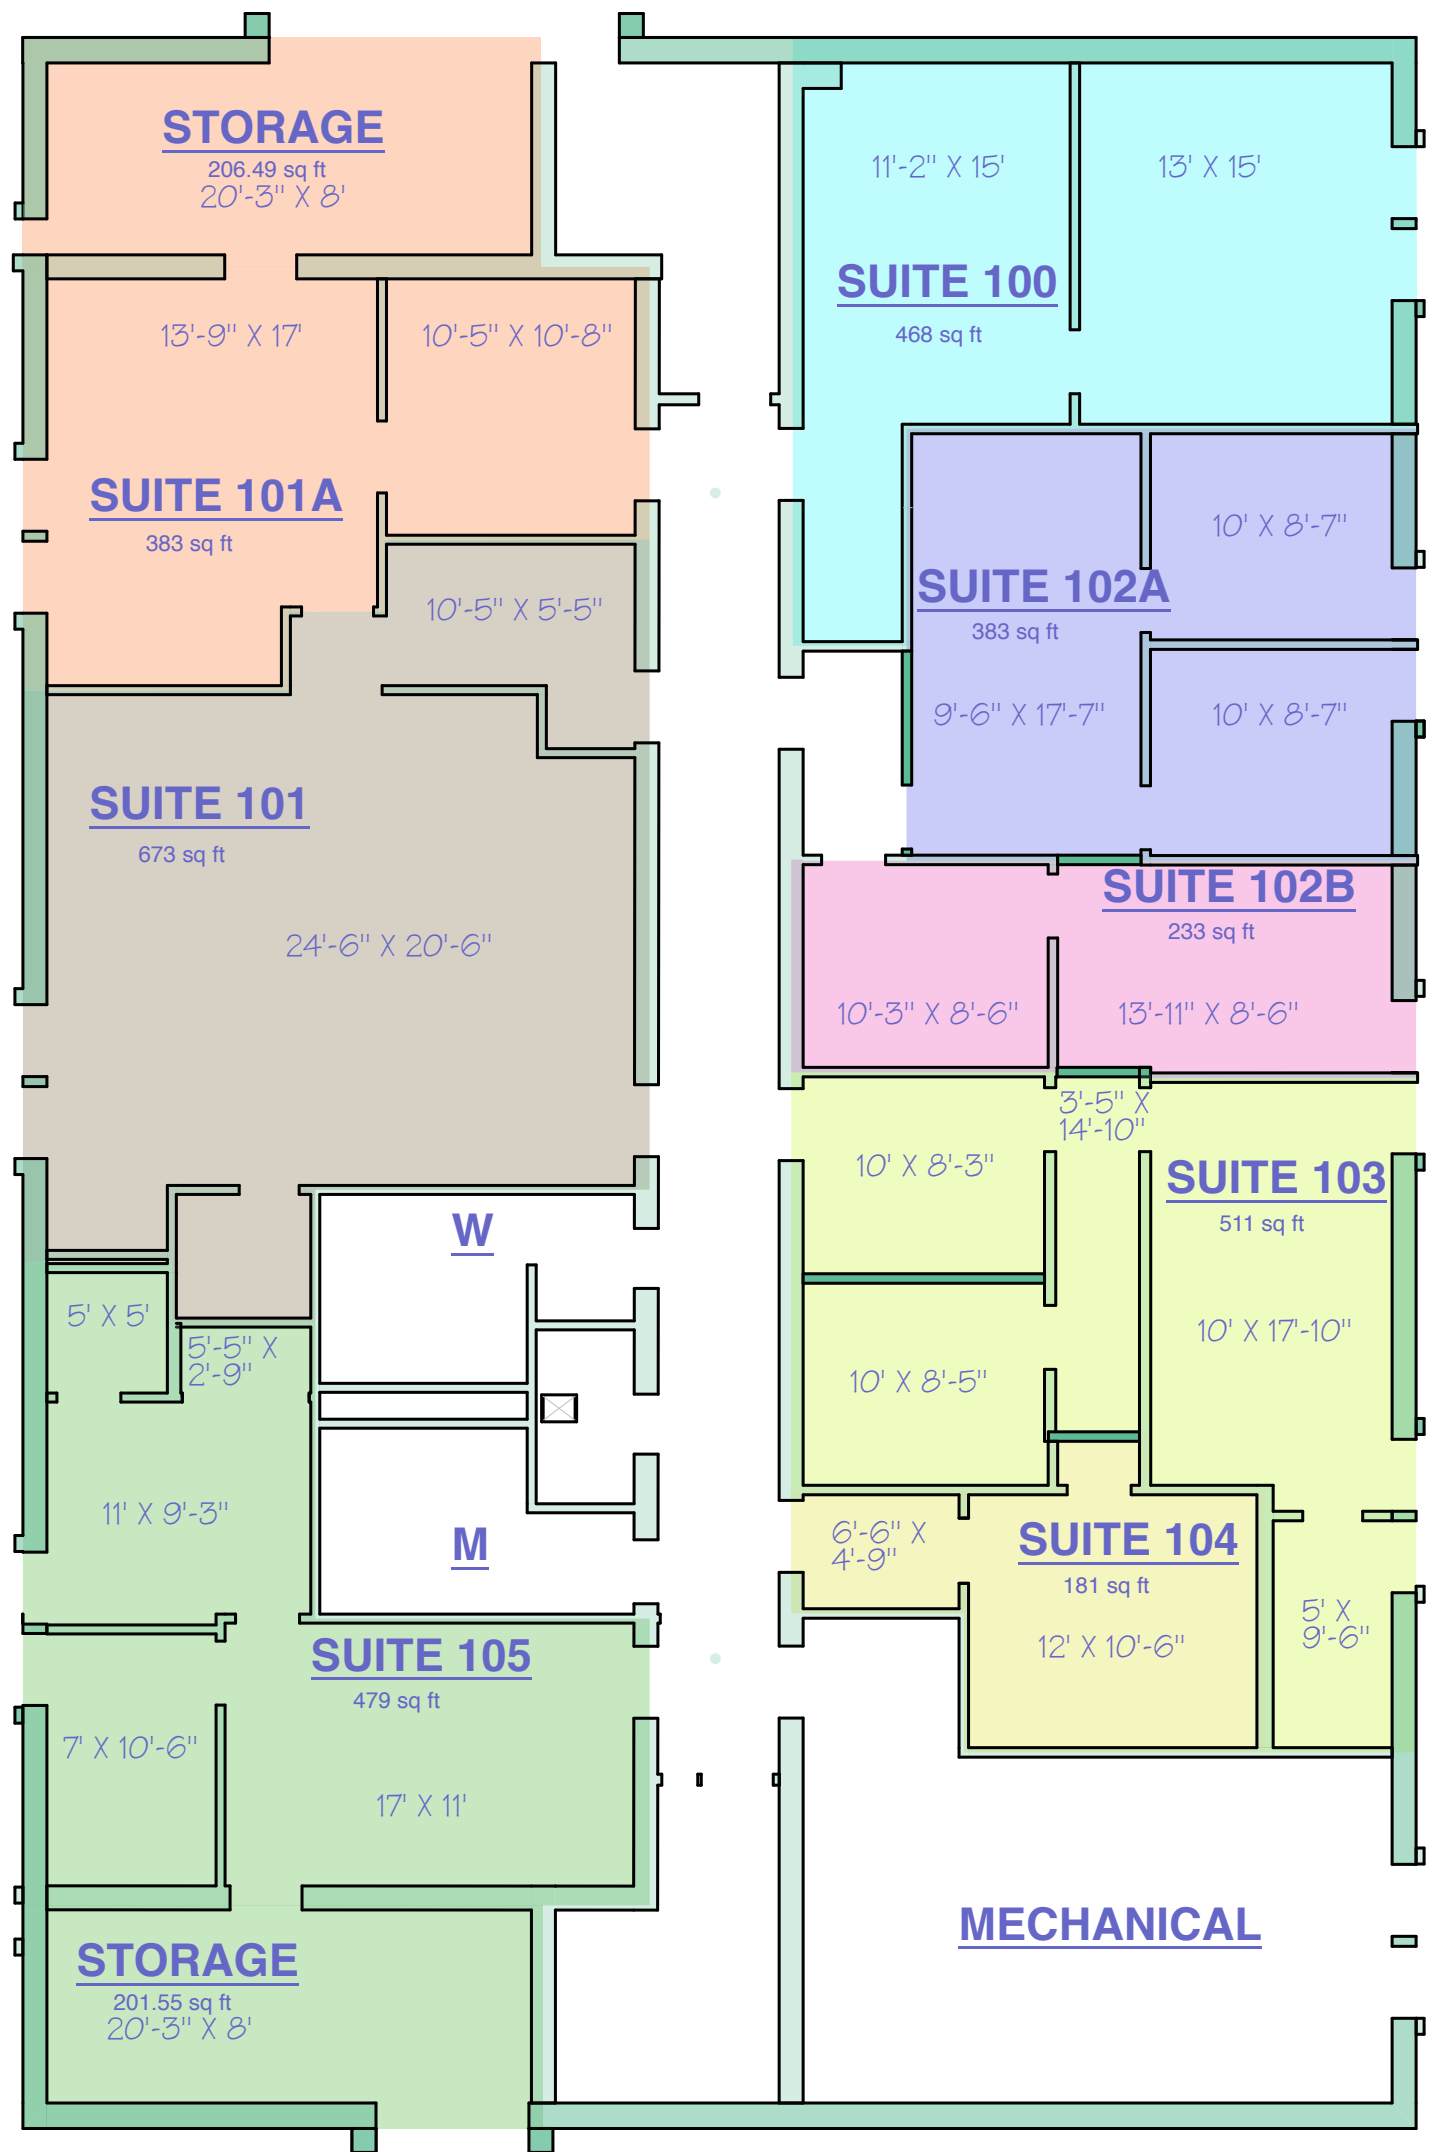 STORAGE
206.49 sq ft
20'-3" X 8'
11'-2" X 15'
13' X 15'
SUITE 100
468 sq ft
13'-9" X 17'
10'-5" X 10'-8"
SUITE 101A
383 sq ft
10'-5" X 5'-5"
10' X 8'-7"
SUITE 102A
383 sq ft
9'-6" X 17'-7"
10' X 8'-7"
SUITE 101
673 sq ft
24'-6" X 20'-6"
SUITE 102B
233 sq ft
10'-3" X 8'-6"
13'-11" X 8'-6"
3'-5" X
14'-10"
10' X 8'-3"
SUITE 103
511 sq ft
W
5' X 5'
5'-5" X
2'-9"
10' X 17'-10"
10' X 8'-5"
11' X 9'-3"
M
6'-6" X
4'-9"
SUITE 104
181 sq ft
12' X 10'-6"
5' X
9'-6"
SUITE 105
479 sq ft
7' X 10'-6"
17' X 11'
MECHANICAL
STORAGE
201.55 sq ft
20'-3" X 8'